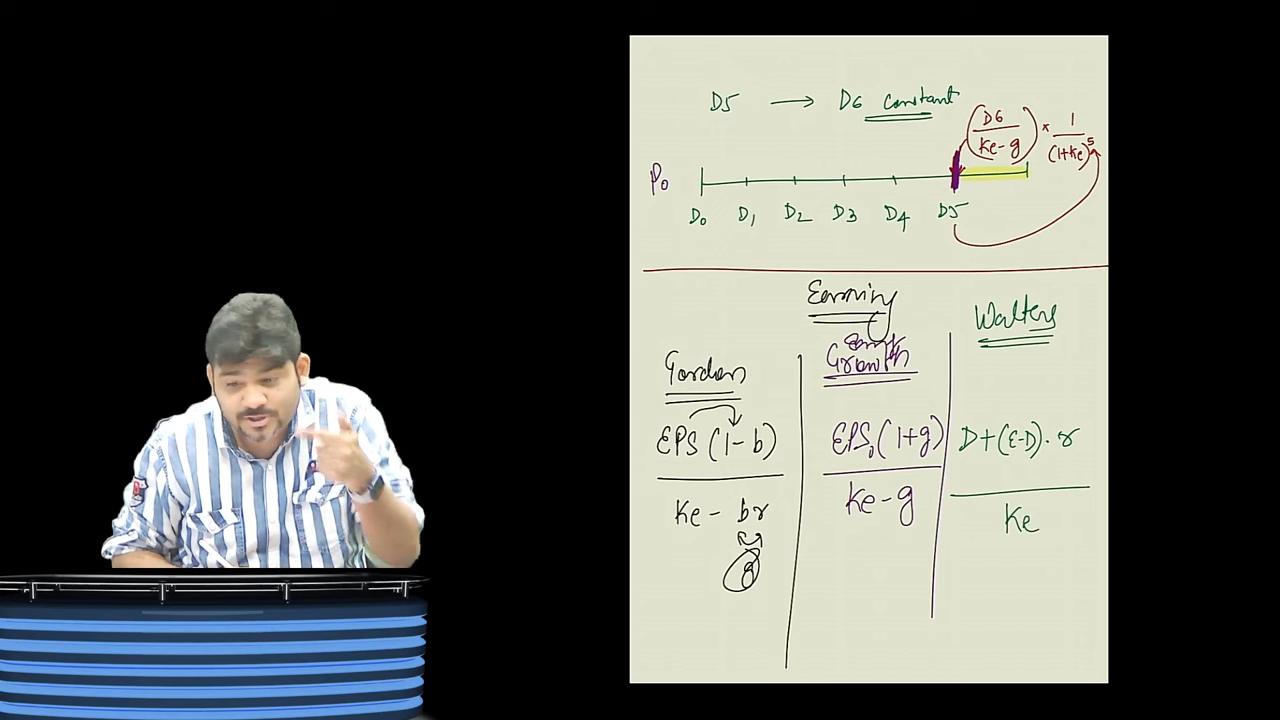 D5 → D6 constant
(D6 / Ke-g) × 1 / (1+Ke)^5
P0
D0 D1 D2 D3 D4 D5
Earning
Growth
Gordon
EPS (1-b)
Ke - br
g
EPS0 (1+g)
Ke-g
Walters
D+(E-D).r
Ke